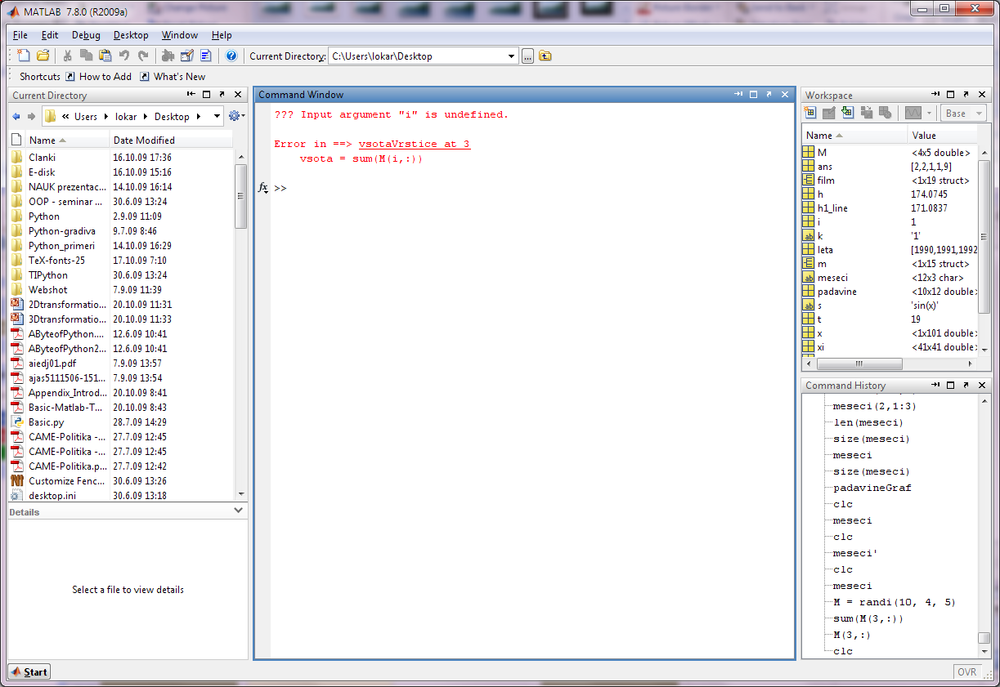 MATLAB 7.8.0 (R2009a)
File Edit Debug Desktop Window Help
Current Directory: C:\Users\lokar\Desktop ...
Shortcuts How to Add What's New
Current Directory
« Users lokar Desktop
Name Date Modified
Clanki 16.10.09 17:36
E-disk 16.10.09 15:16
NAUK prezentac... 14.10.09 16:14
OOP - seminar ... 30.6.09 13:24
Python 2.9.09 11:09
Python-gradiva 9.7.09 8:46
Python_primeri 14.10.09 16:29
TeX-fonts-25 17.10.09 7:10
TIPython 30.6.09 13:24
Webshot 7.9.09 11:39
2Dtransformatio... 20.10.09 11:31
3Dtransformatio... 20.10.09 11:33
AByteofPython.... 12.6.09 10:41
AByteofPython2... 12.6.09 10:41
aiedj01.pdf 7.9.09 13:57
ajas5111506-151... 7.9.09 13:54
Appendix_Introd... 20.10.09 8:41
Basic-Matlab-T... 20.10.09 8:43
Basic.py 28.7.09 14:29
CAME-Politika -... 27.7.09 12:45
CAME-Politika -... 27.7.09 12:45
CAME-Politika.p... 27.7.09 12:42
Customize Fenc... 30.6.09 13:26
desktop.ini 30.6.09 13:18
Details
Select a file to view details
Start
Command Window
??? Input argument "i" is undefined.
Error in ==> vsotaVrstice at 3
vsota = sum(M(i,:))
fx >>
Workspace
Base
Name Value
M <4x5 double>
ans [2,2,1,1,9]
film <1x19 struct>
h 174.0745
h1_line 171.0837
i 1
k '1'
leta [1990,1991,1992
m <1x15 struct>
meseci <12x3 char>
padavine <10x12 double>
s 'sin(x)'
t 19
x <1x101 double>
xi <41x41 double>
Command History
meseci(2,1:3)
len(meseci)
size(meseci)
meseci
size(meseci)
padavineGraf
clc
meseci
clc
meseci'
clc
meseci
M = randi(10, 4, 5)
sum(M(3,:))
M(3,:)
clc
OVR